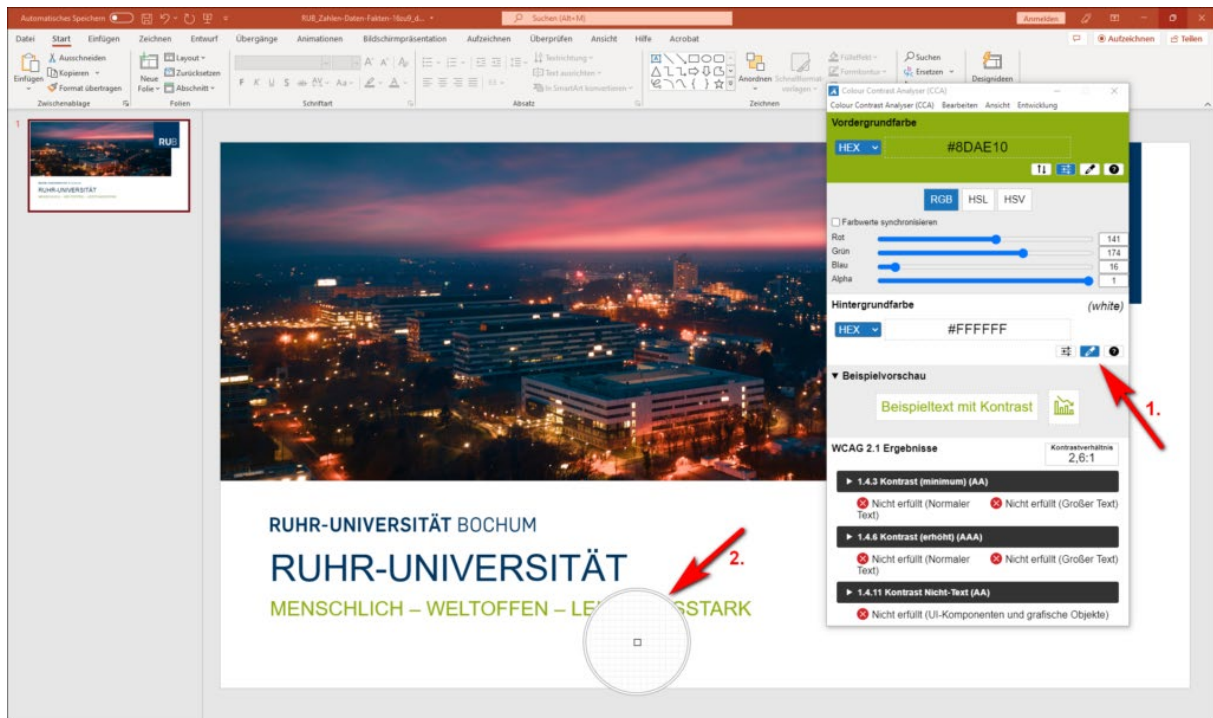 Automatisches Speichern
RUB_Zahlen-Daten-Fakten-16zu9_d...
Suchen (Alt+M)
Anmelden
Datei Start Einfügen Zeichnen Entwurf Übergänge Animationen Bildschirmpräsentation Aufzeichnen Überprüfen Ansicht Hilfe Acrobat
Aufzeichnen Teilen
Einfügen
Ausschneiden
Kopieren
Format übertragen
Zwischenablage
Neue Folie
Layout
Zurücksetzen
Abschnitt
Folien
F K U S
Schriftart
Textrichtung
Text ausrichten
In SmartArt konvertieren
Absatz
Anordnen
Schnellformat-
vorlagen
Zeichnen
Fülleffekt
Formkontur
Suchen
Ersetzen
Designideen
1
RUB
RUHR-UNIVERSITÄT
Colour Contrast Analyser (CCA)
Colour Contrast Analyser (CCA) Bearbeiten Ansicht Entwicklung
Vordergrundfarbe
HEX #8DAE10
RGB HSL HSV
Farbwerte synchronisieren
Rot 141
Grün 174
Blau 16
Alpha 1
Hintergrundfarbe (white)
HEX #FFFFFF
Beispielvorschau
Beispieltext mit Kontrast
1.
WCAG 2.1 Ergebnisse
Kontrastverhältnis
2,6:1
1.4.3 Kontrast (minimum) (AA)
Nicht erfüllt (Normaler Text) Nicht erfüllt (Großer Text)
1.4.6 Kontrast (erhöht) (AAA)
Nicht erfüllt (Normaler Text) Nicht erfüllt (Großer Text)
1.4.11 Kontrast Nicht-Text (AA)
Nicht erfüllt (UI-Komponenten und grafische Objekte)
RUHR-UNIVERSITÄT BOCHUM
RUHR-UNIVERSITÄT
2.
MENSCHLICH – WELTOFFEN –